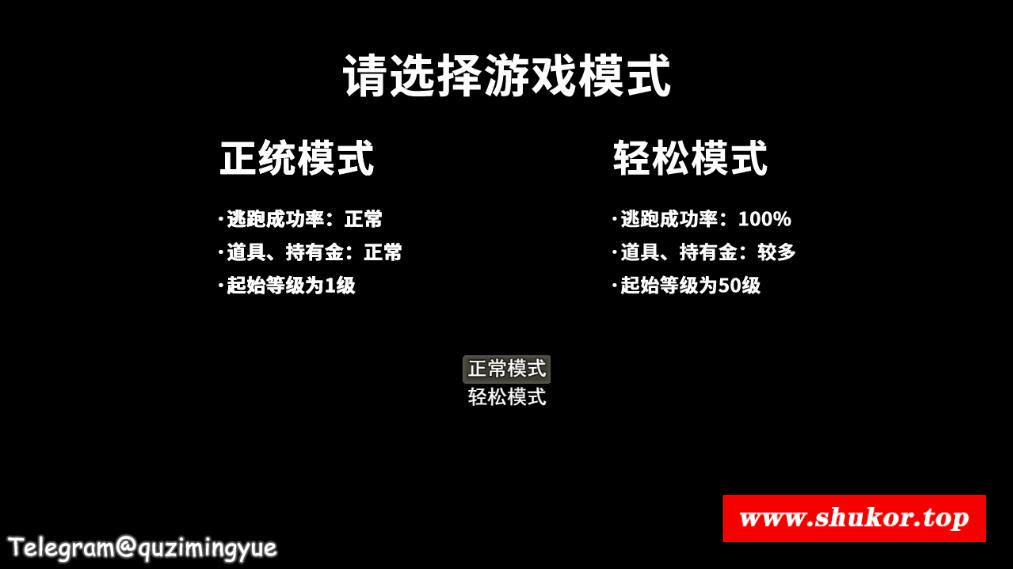 请选择游戏模式
正统模式
·逃跑成功率：正常
·道具、持有金：正常
·起始等级为1级
轻松模式
·逃跑成功率：100%
·道具、持有金：较多
·起始等级为50级
正常模式
轻松模式
www.shukor.top
Telegram@quzimingyue